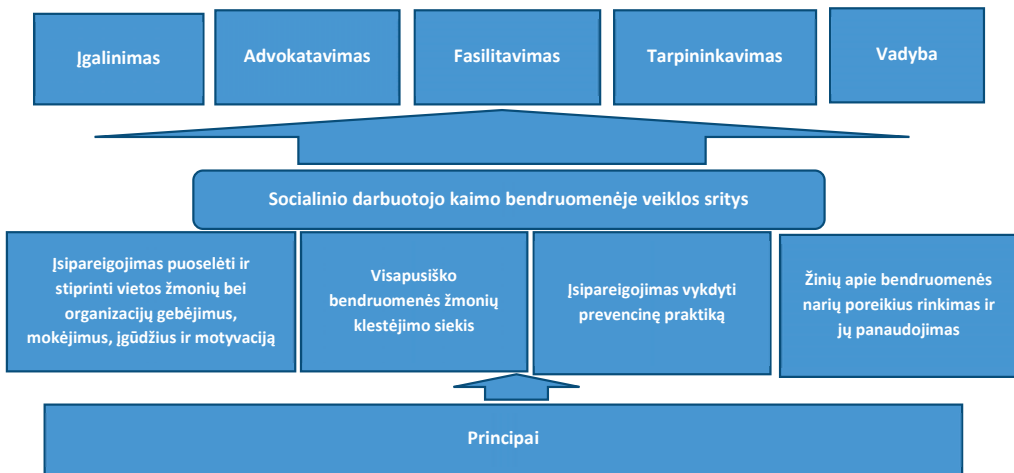 Įgalinimas
Advokatavimas
Fasilitavimas
Tarpininkavimas
Vadyba
Socialinio darbuotojo kaimo bendruomenėje veiklos sritys
Įsipareigojimas puoselėti ir
stiprinti vietos žmonių bei
organizacijų gebėjimus,
mokėjimus, įgūdžius ir motyvaciją
Visapusiško
bendruomenės žmonių
klestėjimo siekis
Įsipareigojimas vykdyti
prevencinę praktiką
Žinių apie bendruomenės
narių poreikius rinkimas ir
jų panaudojimas
Principai